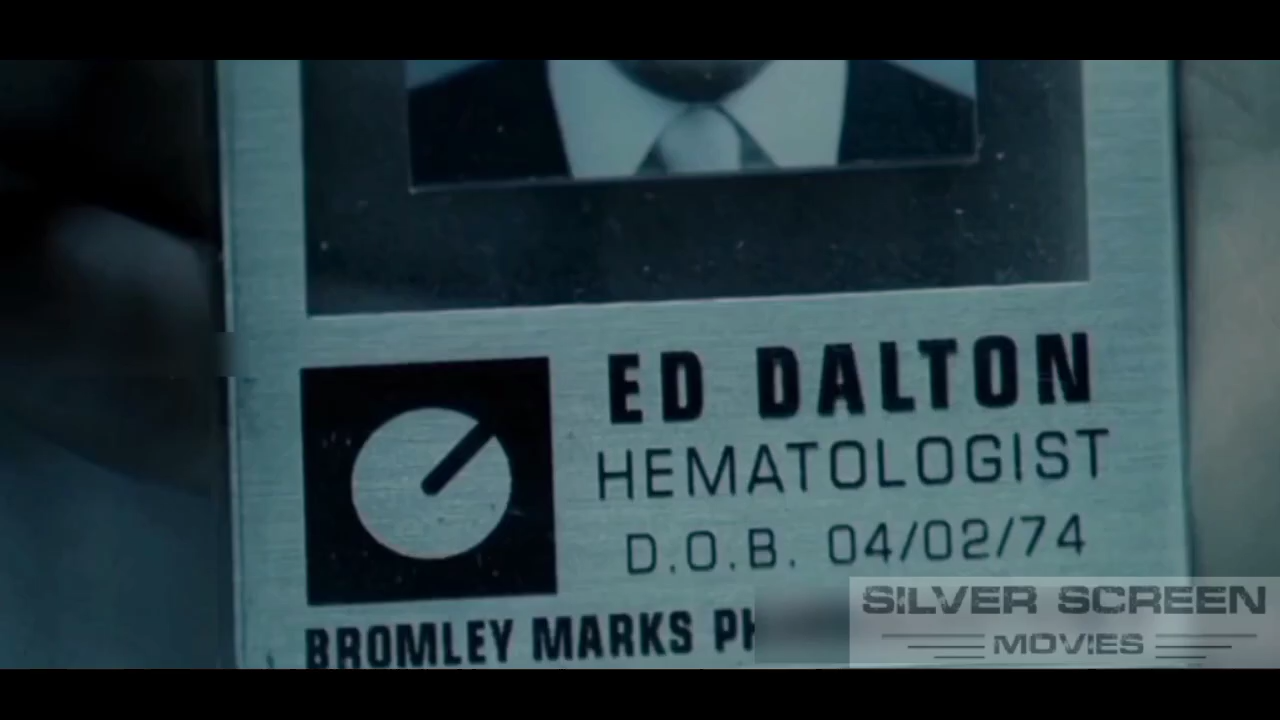 ED DALTON
HEMATOLOGIST
D.O.B. 04/02/74
BROMLEY MARKS
SILVER SCREEN
MOVIES